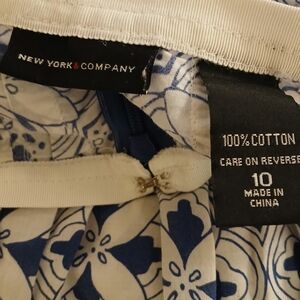 NEW YORK & COMPANY
100% COTTON
CARE ON REVERSE
10
MADE IN
CHINA